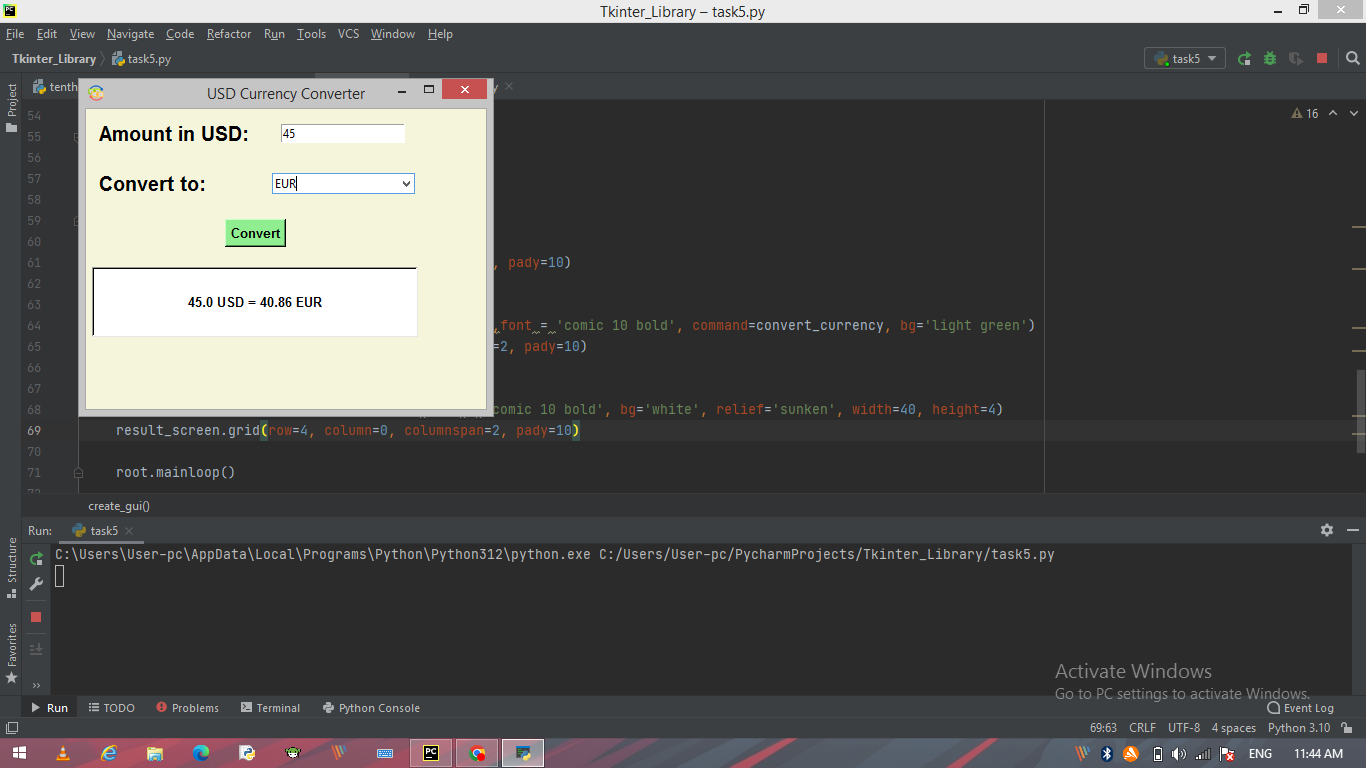 Tkinter_Library – task5.py
File Edit View Navigate Code Refactor Run Tools VCS Window Help
Tkinter_Library task5.py task5
Project
tenth
USD Currency Converter
Amount in USD: 45
Convert to: EUR
Convert
45.0 USD = 40.86 EUR
16
54
55
56
57
58
59
60
61 , pady=10)
62
63
64 ,font = 'comic 10 bold', command=convert_currency, bg='light green')
65 =2, pady=10)
66
67
68 comic 10 bold', bg='white', relief='sunken', width=40, height=4)
69 result_screen.grid(row=4, column=0, columnspan=2, pady=10)
70
71 root.mainloop()
72
create_gui()
Run: task5
C:\Users\User-pc\AppData\Local\Programs\Python\Python312\python.exe C:/Users/User-pc/PycharmProjects/Tkinter_Library/task5.py
Structure
Favorites
Activate Windows
Go to PC settings to activate Windows.
Run TODO Problems Terminal Python Console Event Log
69:63 CRLF UTF-8 4 spaces Python 3.10
PC PC ENG 11:44 AM